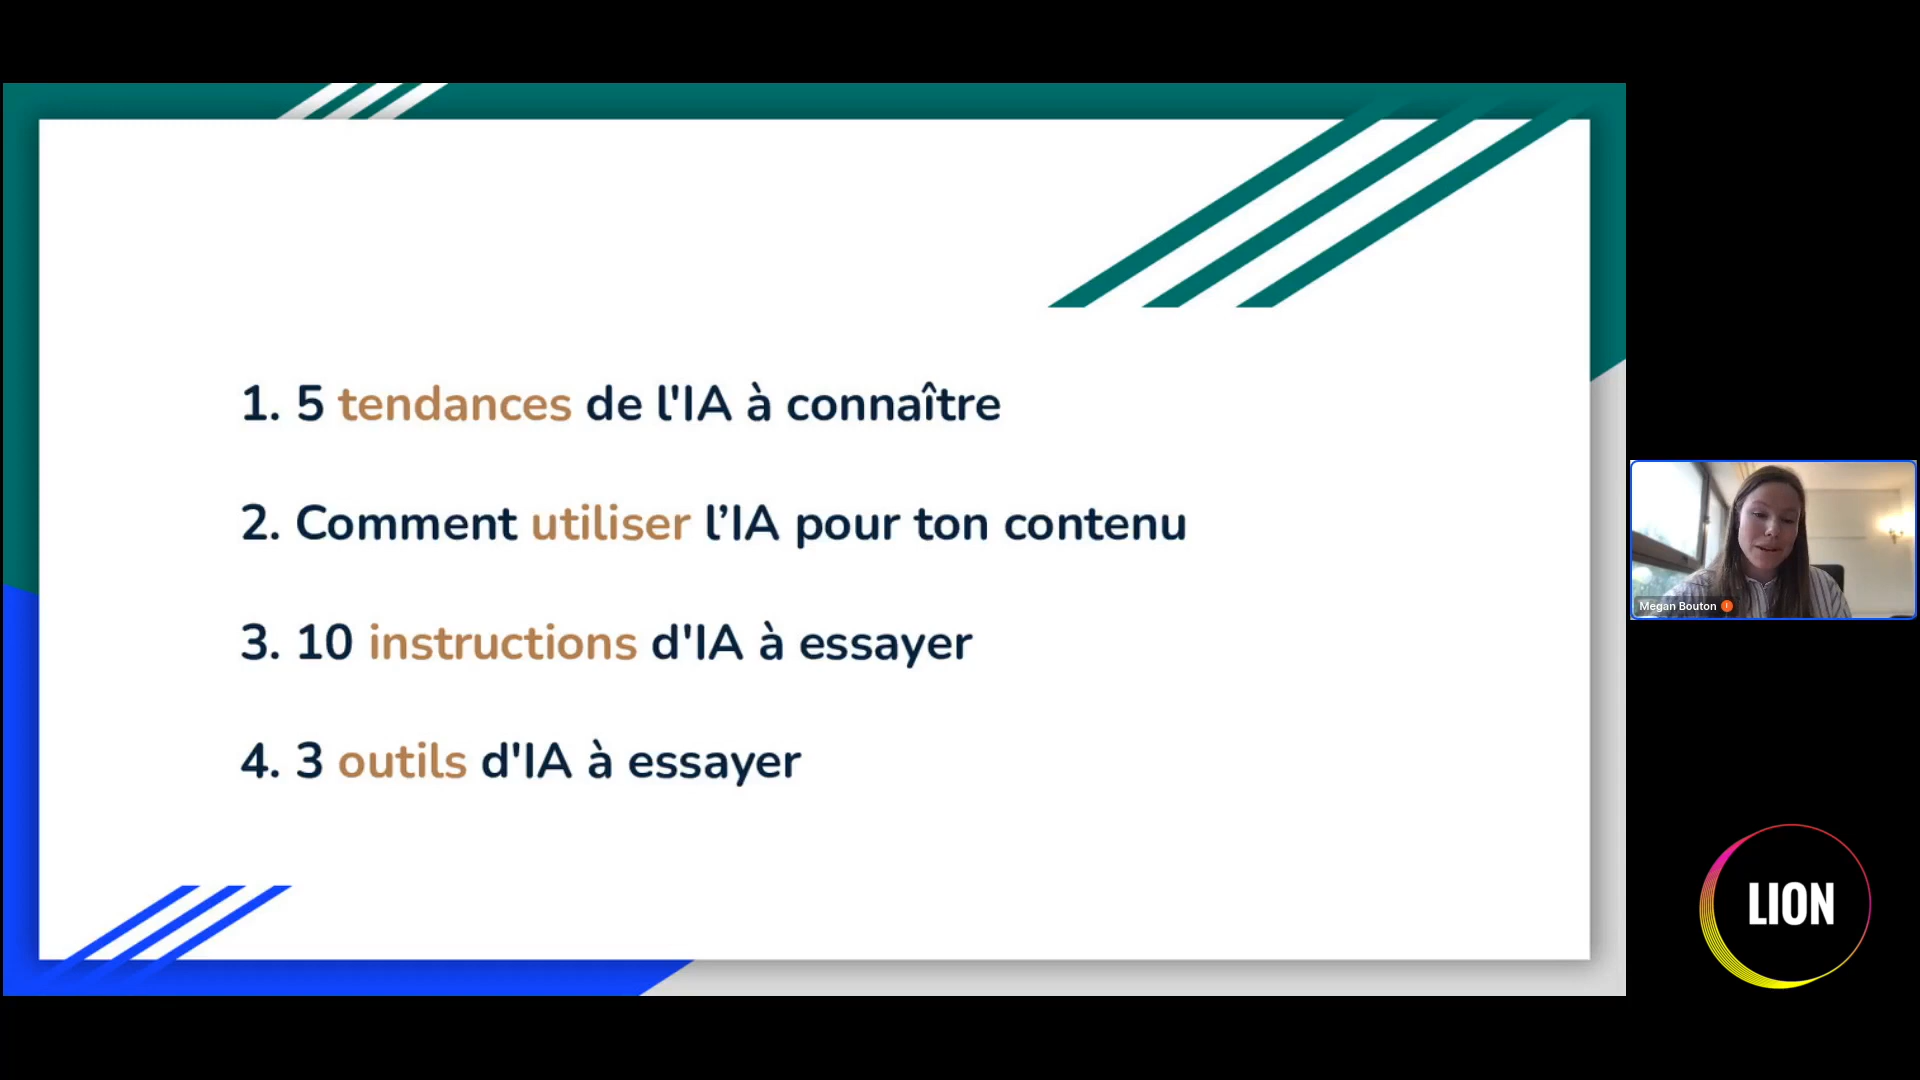 1. 5 tendances de l'IA à connaître
2. Comment utiliser l’IA pour ton contenu
3. 10 instructions d'IA à essayer
4. 3 outils d'IA à essayer
Megan Bouton
LION